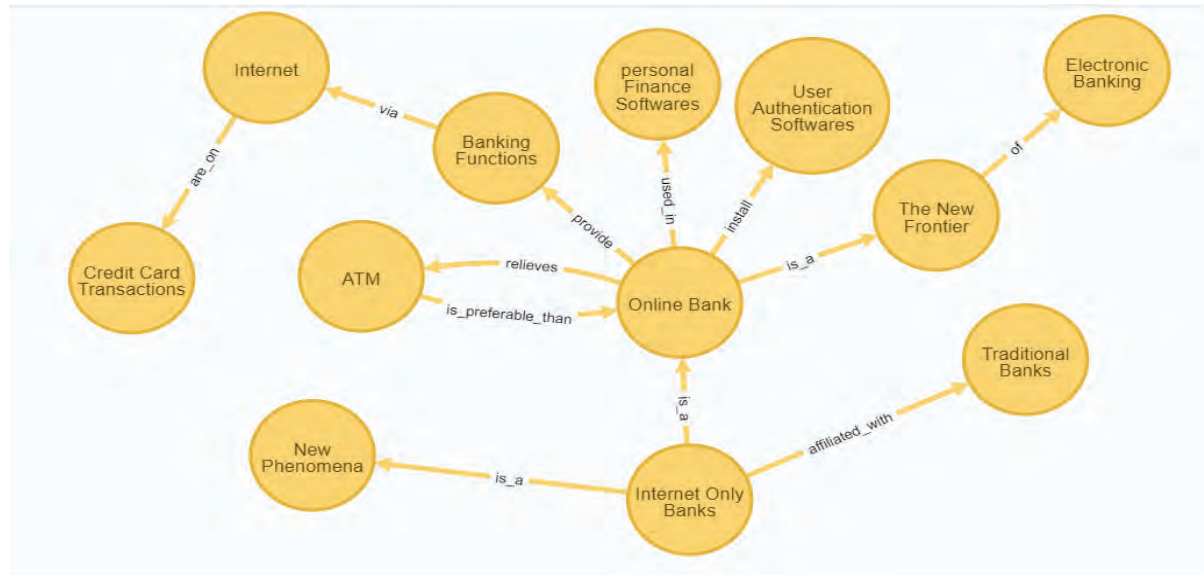 Internet
personal
Finance
Softwares
User
Authentication
Softwares
Electronic
Banking
via
Banking
Functions
of
are_on
used_in
install
The New
Frontier
provide
Credit Card
Transactions
ATM
relieves
is_a
Online Bank
is_preferable_than
Traditional
Banks
is_a
affiliated_with
New
Phenomena
is_a
Internet Only
Banks